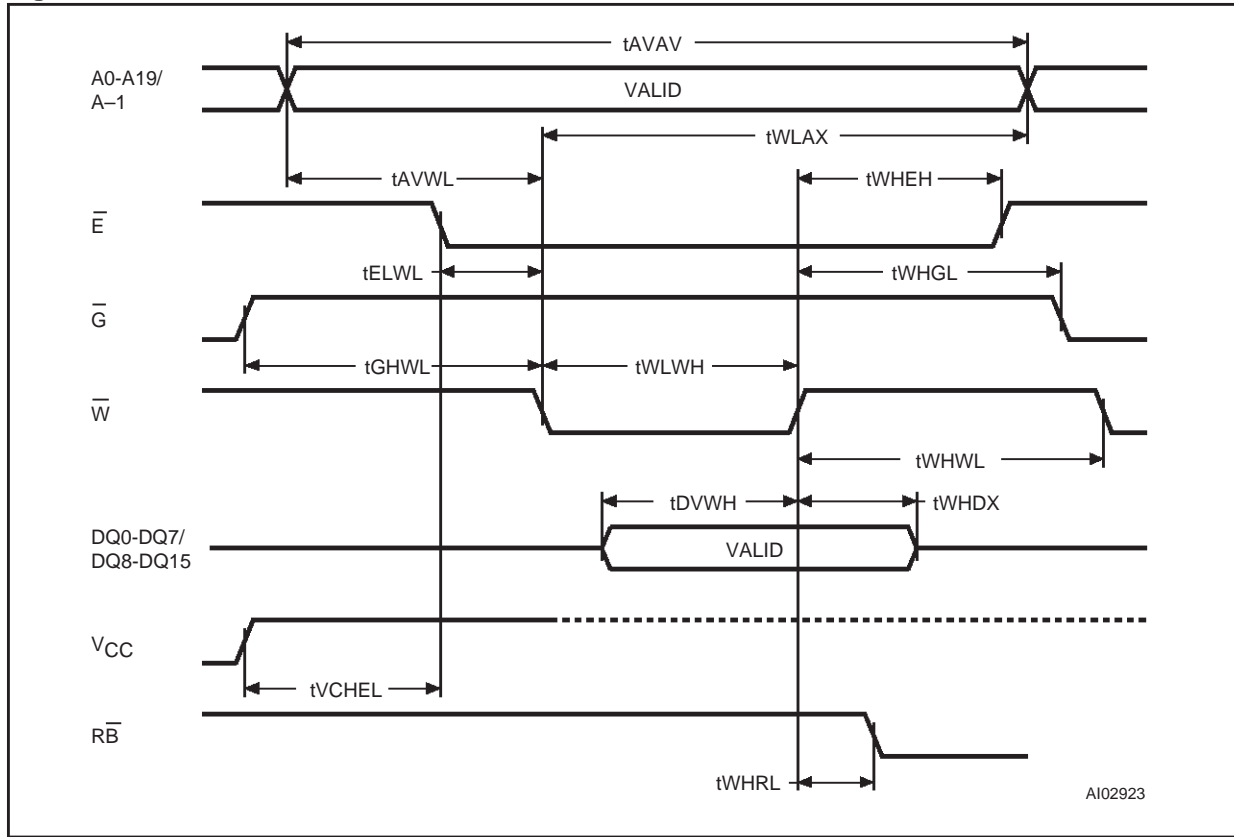 tAVAV
A0-A19/
A–1
VALID
tWLAX
tAVWL
tWHEH
E̅
tELWL
tWHGL
G̅
tGHWL
tWLWH
W̅
tWHWL
tDVWH
tWHDX
DQ0-DQ7/
DQ8-DQ15
VALID
VCC
tVCHEL
RB̅
tWHRL
AI02923